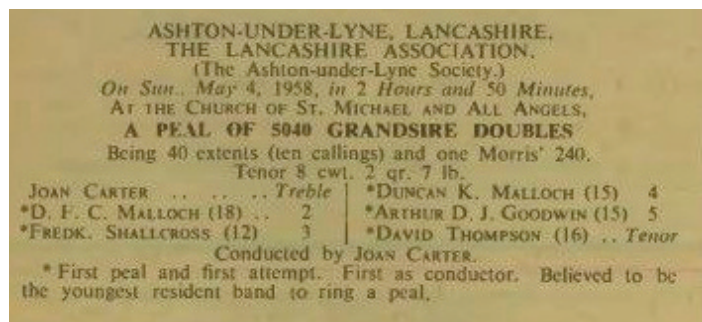 ASHTON-UNDER-LYNE, LANCASHIRE.
THE LANCASHIRE ASSOCIATION.
(The Ashton-under-Lyne Society.)
On Sun., May 4, 1958, in 2 Hours and 50 Minutes,
AT THE CHURCH OF ST. MICHAEL AND ALL ANGELS,
A PEAL OF 5040 GRANDSIRE DOUBLES
Being 40 extents (ten callings) and one Morris' 240.
Tenor 8 cwt. 2 qr. 7 lb.
JOAN CARTER .. .. .. Treble
*D. F. C. MALLOCH (18) .. 2
*FREDK. SHALLCROSS (12) 3
*DUNCAN K. MALLOCH (15) 4
*ARTHUR D. J. GOODWIN (15) 5
*DAVID THOMPSON (16) .. Tenor
Conducted by JOAN CARTER.
* First peal and first attempt. First as conductor. Believed to be
the youngest resident band to ring a peal.